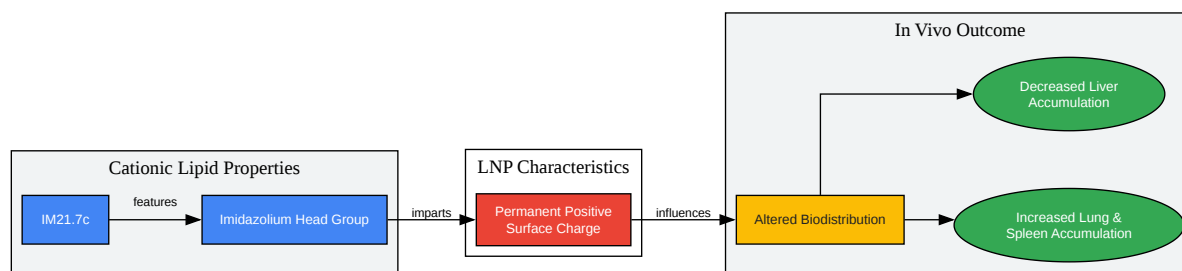 In Vivo Outcome
Decreased Liver
Accumulation
Cationic Lipid Properties
LNP Characteristics
IM21.7c
features
Imidazolium Head Group
imparts
Permanent Positive
Surface Charge
influences
Altered Biodistribution
Increased Lung &
Spleen Accumulation